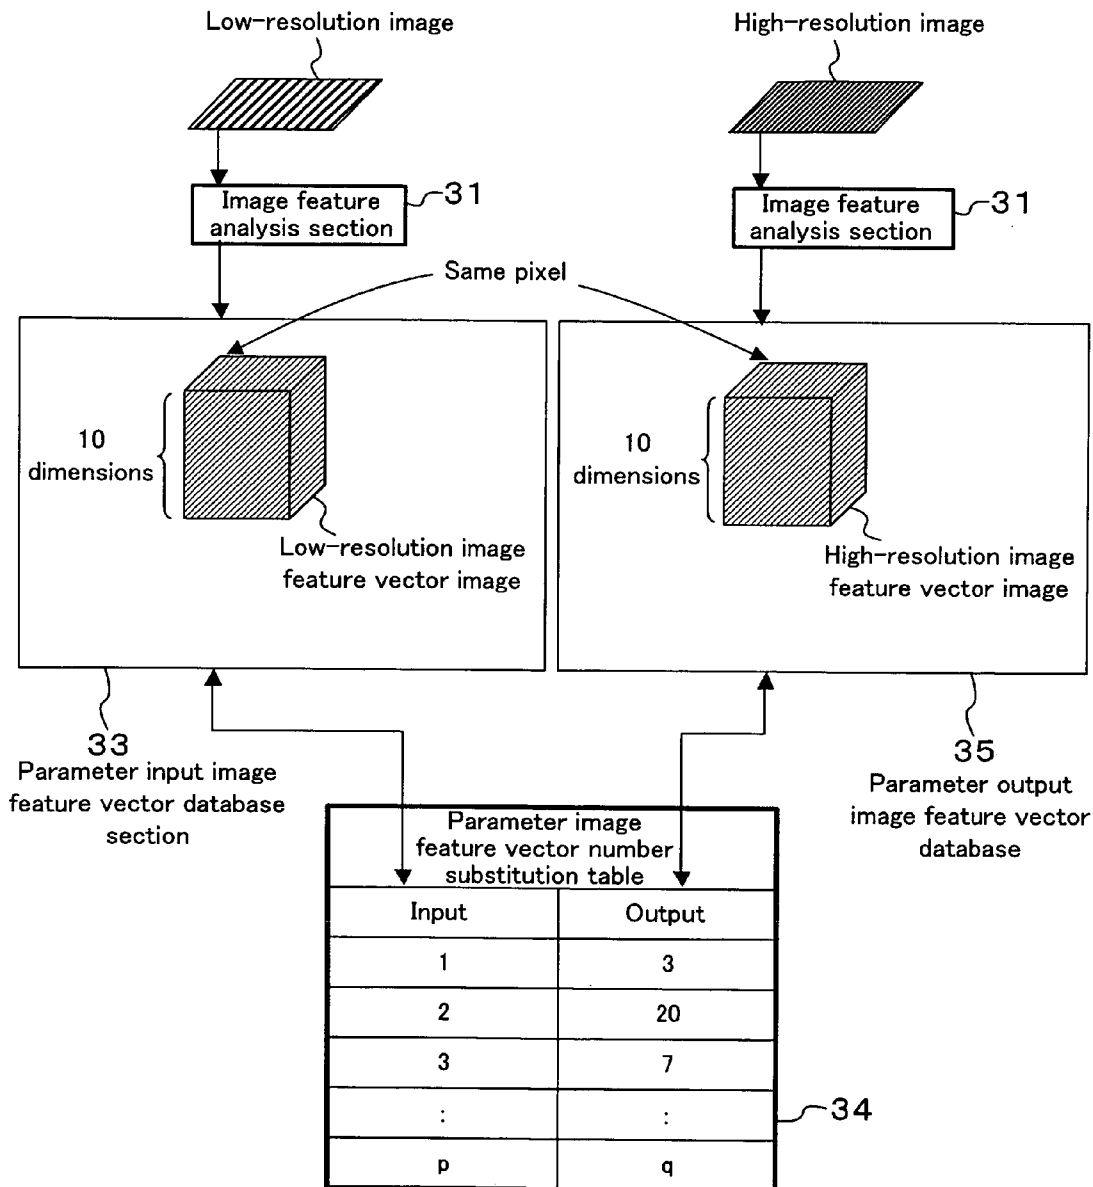 Low-resolution image
High-resolution image
Image feature
analysis section
31
Image feature
analysis section
31
Same pixel
10
dimensions
Low-resolution image
feature vector image
10
dimensions
High-resolution image
feature vector image
33
Parameter input image
feature vector database
section
35
Parameter output
image feature vector
database
Parameter image
feature vector number
substitution table
Input Output
1 3
2 20
3 7
: :
p q
34